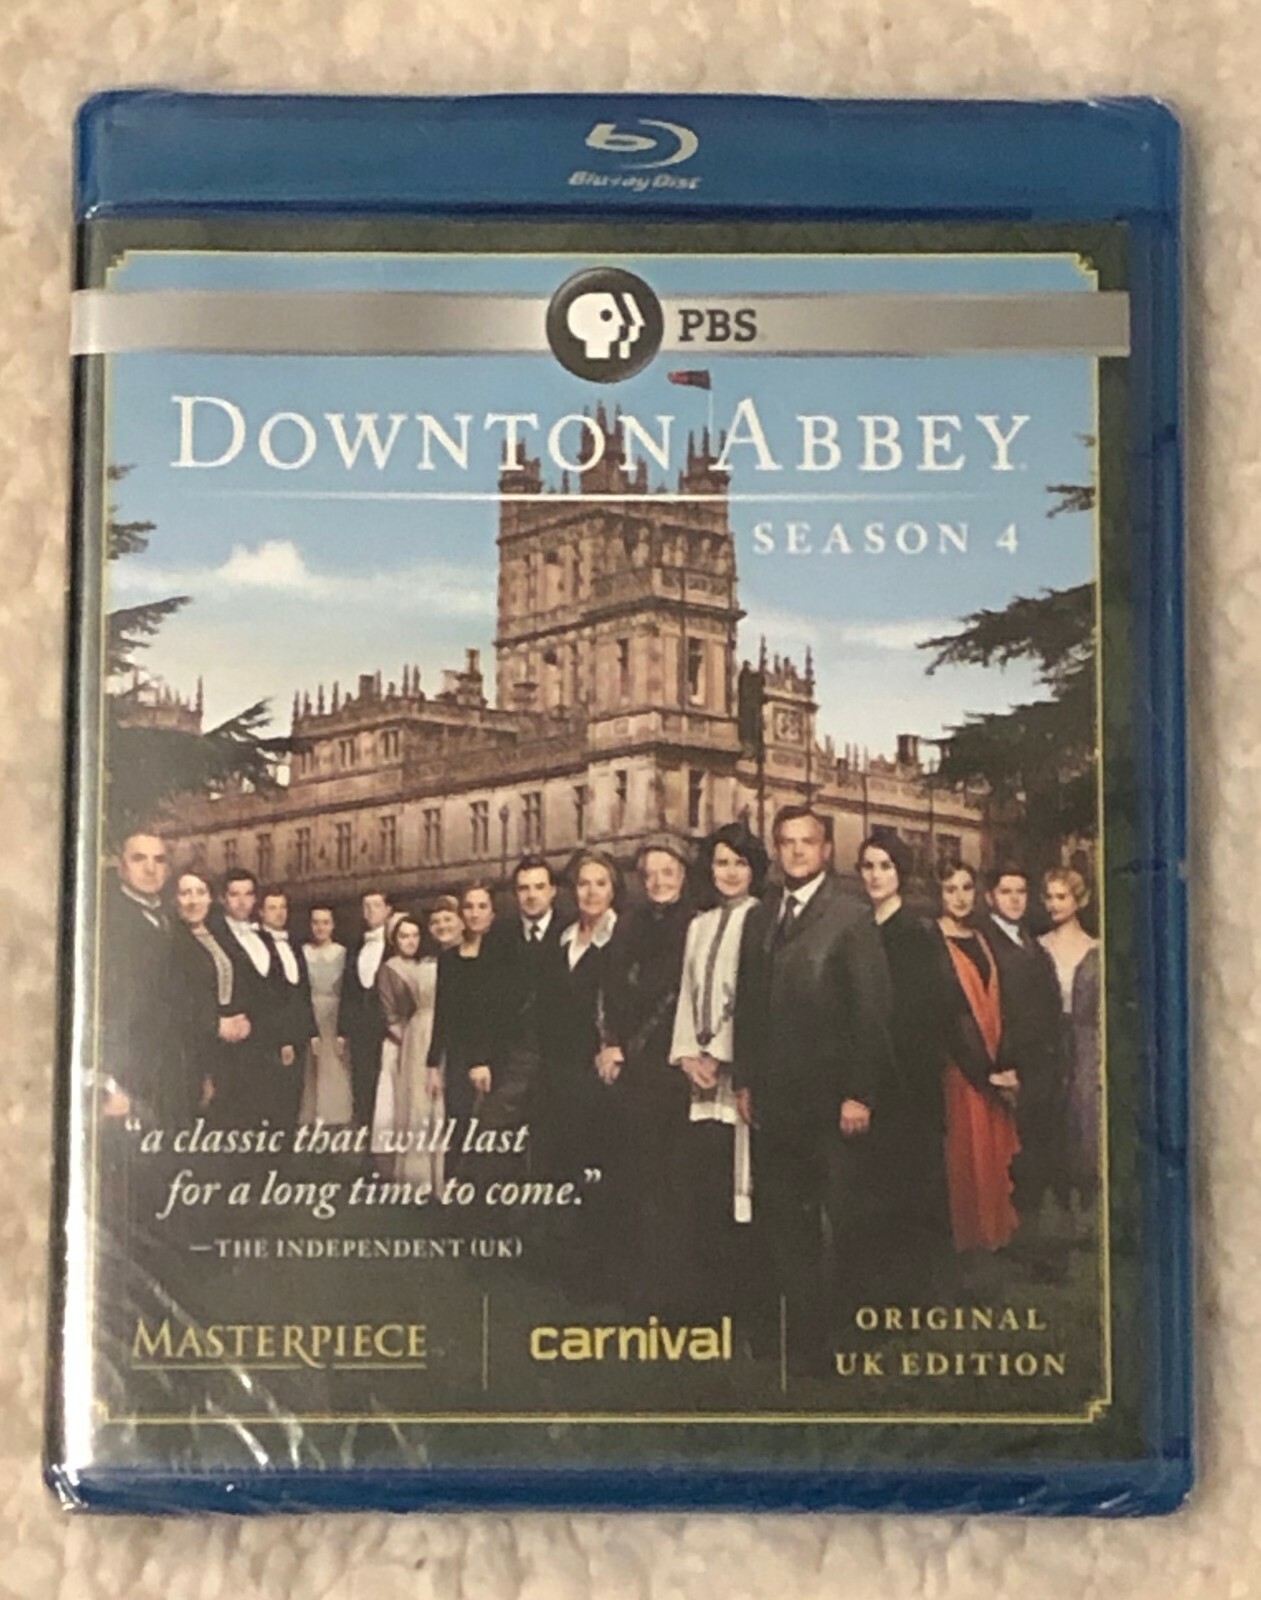 Blu-ray Disc
PBS
DOWNTON ABBEY
SEASON 4
"a classic that will last
for a long time to come."
—THE INDEPENDENT (UK)
MASTERPIECE
carnival
ORIGINAL
UK EDITION